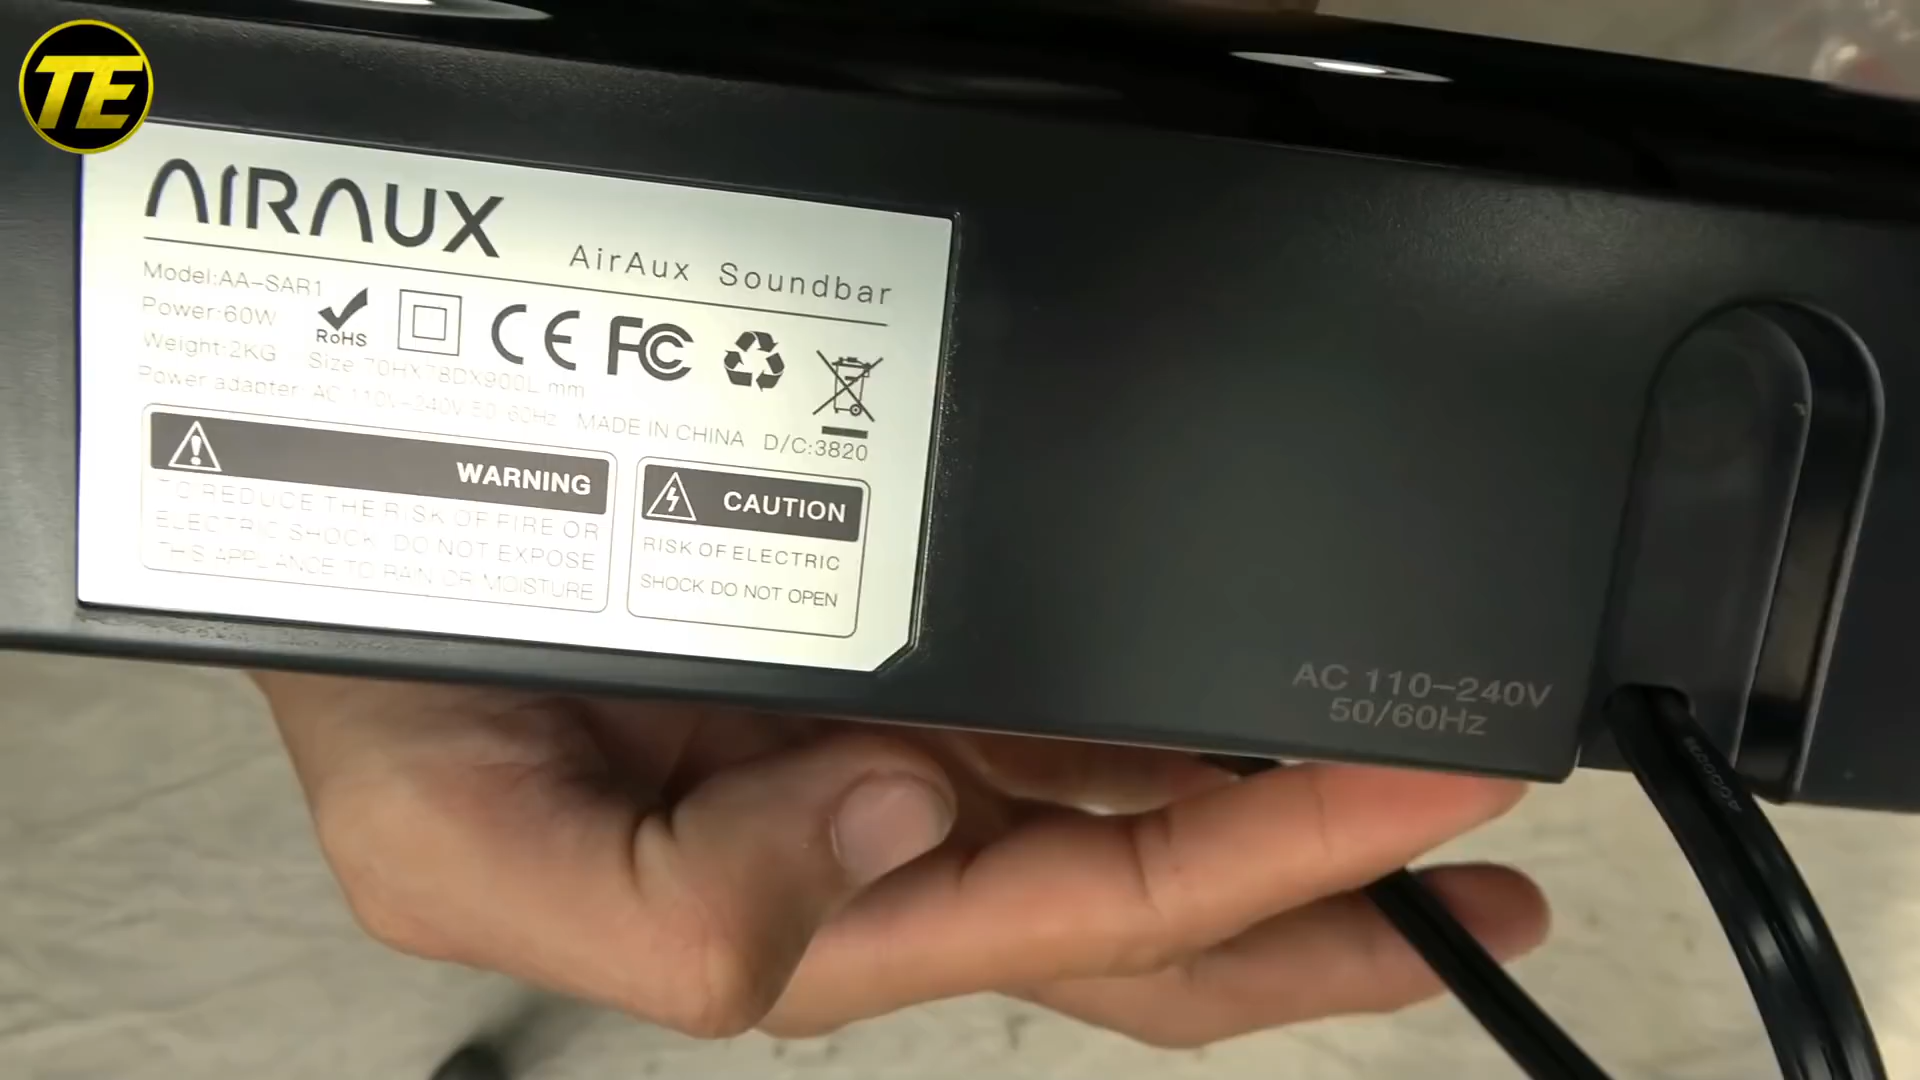 TE
AIRAUX
AirAux Soundbar
Model:AA-SAR1
Power:60W
Weight:2KG
RoHS
CE FC
Size 70HX78DX900L mm
Power adapter: AC 110V-240V 50/60Hz MADE IN CHINA D/C:3820
WARNING
TO REDUCE THE RISK OF FIRE OR
ELECTRIC SHOCK, DO NOT EXPOSE
THIS APPLIANCE TO RAIN OR MOISTURE
CAUTION
RISK OF ELECTRIC
SHOCK DO NOT OPEN
AC 110-240V
50/60Hz